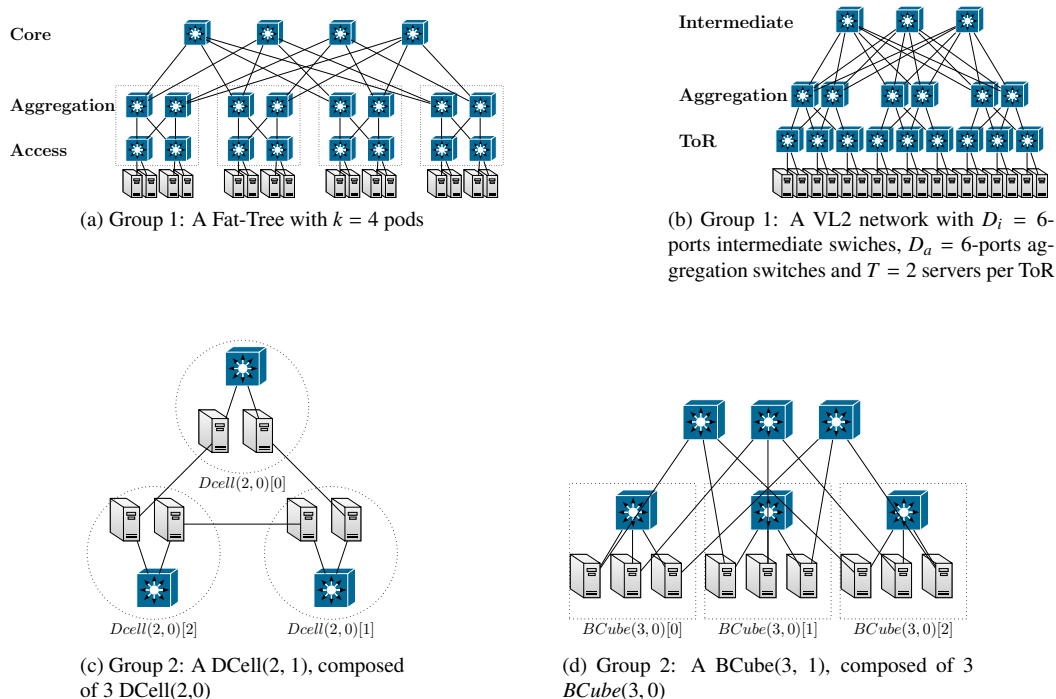 Core
Aggregation
Access
(a) Group 1: A Fat-Tree with k = 4 pods
Intermediate
Aggregation
ToR
(b) Group 1: A VL2 network with D_i = 6-
ports intermediate swiches, D_a = 6-ports ag-
gregation switches and T = 2 servers per ToR
Dcell(2, 0)[0]
Dcell(2, 0)[2]
Dcell(2, 0)[1]
(c) Group 2: A DCell(2, 1), composed
of 3 DCell(2,0)
BCube(3, 0)[0]
BCube(3, 0)[1]
BCube(3, 0)[2]
(d) Group 2: A BCube(3, 1), composed of 3
BCube(3, 0)